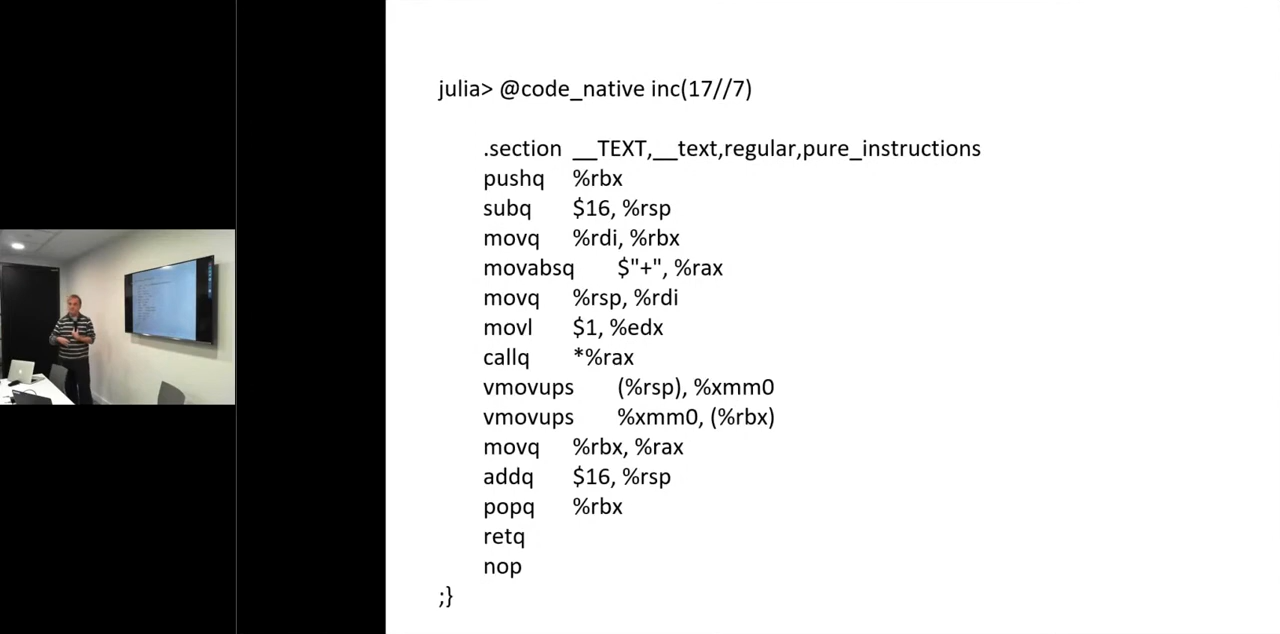 julia> @code_native inc(17//7)
.section __TEXT,__text,regular,pure_instructions
pushq %rbx
subq $16, %rsp
movq %rdi, %rbx
movabsq $"+", %rax
movq %rsp, %rdi
movl $1, %edx
callq *%rax
vmovups (%rsp), %xmm0
vmovups %xmm0, (%rbx)
movq %rbx, %rax
addq $16, %rsp
popq %rbx
retq
nop
;}